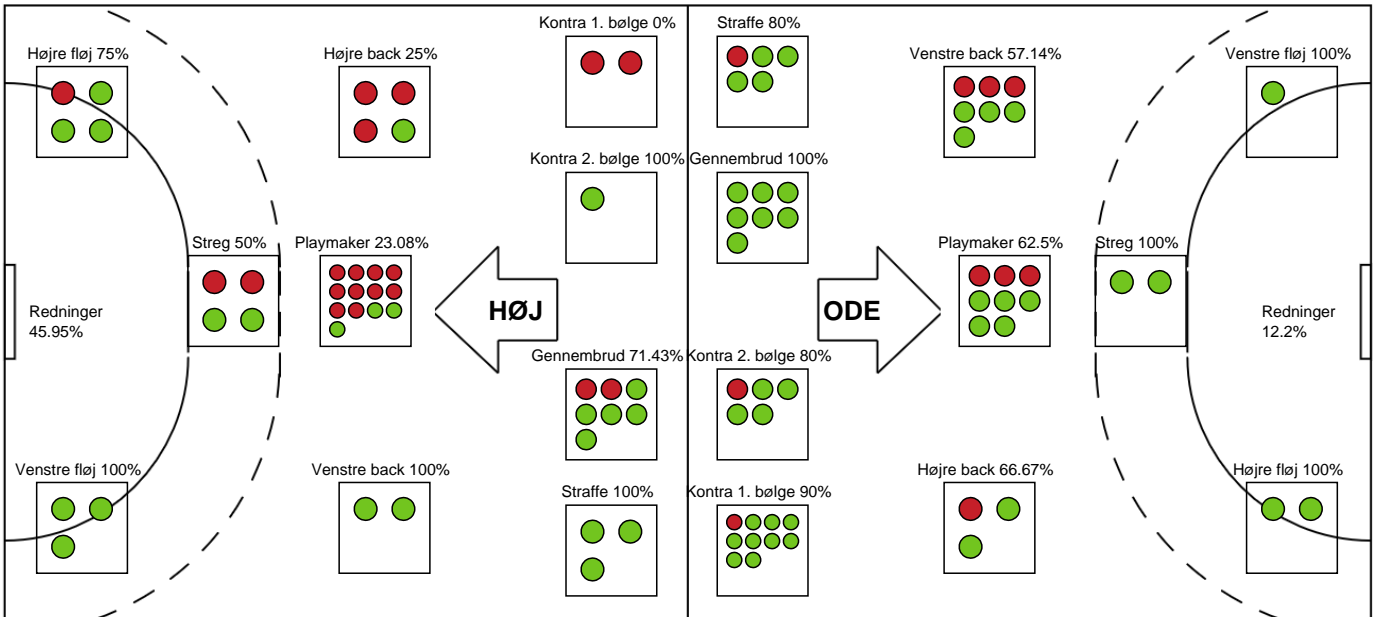 Kontra 1. bølge 0%
Straffe 80%
Højre fløj 75%
Højre back 25%
Venstre back 57.14%
Venstre fløj 100%
Kontra 2. bølge 100%
Gennembrud 100%
Streg 50%
Playmaker 23.08%
Playmaker 62.5%
Streg 100%
Redninger
45.95%
HØJ
ODE
Redninger
12.2%
Gennembrud 71.43%
Kontra 2. bølge 80%
Venstre fløj 100%
Venstre back 100%
Højre back 66.67%
Højre fløj 100%
Straffe 100%
Kontra 1. bølge 90%